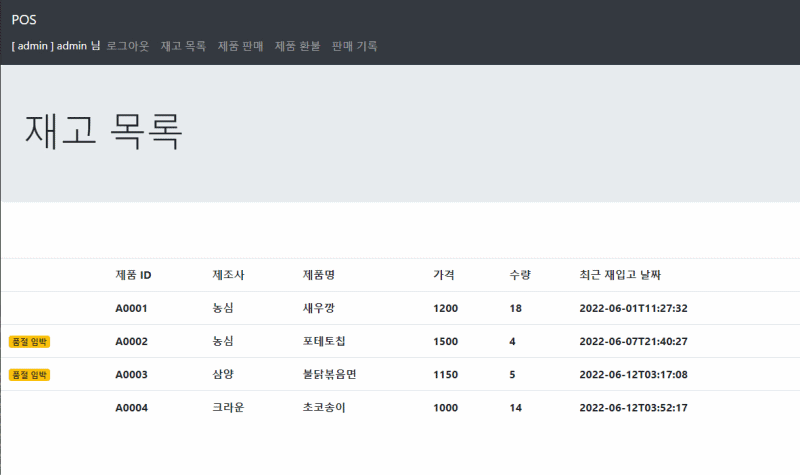 POS
[ admin ] admin 님 로그아웃 재고 목록 제품 판매 제품 환불 판매 기록
재고 목록
제품 ID 제조사 제품명 가격 수량 최근 재입고 날짜
A0001 농심 새우깡 1200 18 2022-06-01T11:27:32
품절 임박 A0002 농심 포테토칩 1500 4 2022-06-07T21:40:27
품절 임박 A0003 삼양 불닭볶음면 1150 5 2022-06-12T03:17:08
A0004 크라운 초코송이 1000 14 2022-06-12T03:52:17